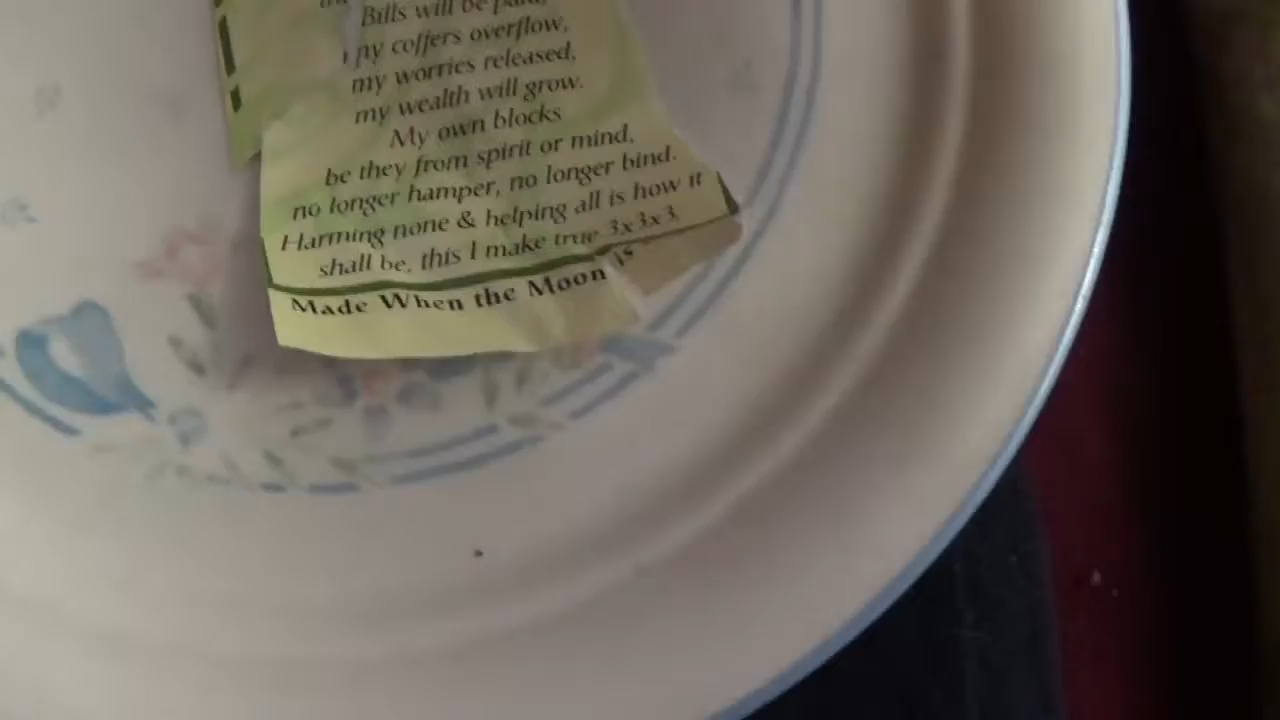 Bills will be paid,
my coffers overflow,
my worries released,
my wealth will grow.
My own blocks
be they from spirit or mind,
no longer hamper, no longer bind.
Harming none & helping all is how it
shall be, this I make true 3x3x3.
Made When the Moon is